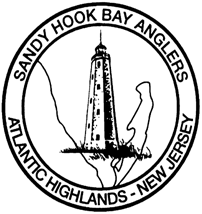 SANDY HOOK BAY ANGLERS
ATLANTIC HIGHLANDS - NEW JERSEY